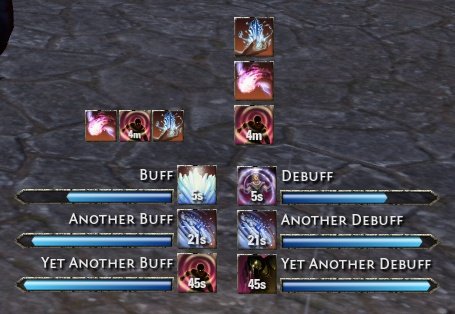 4m
4m
BUFF 5s
5s DEBUFF
ANOTHER BUFF 21s
21s ANOTHER DEBUFF
YET ANOTHER BUFF 45s
45s YET ANOTHER DEBUFF